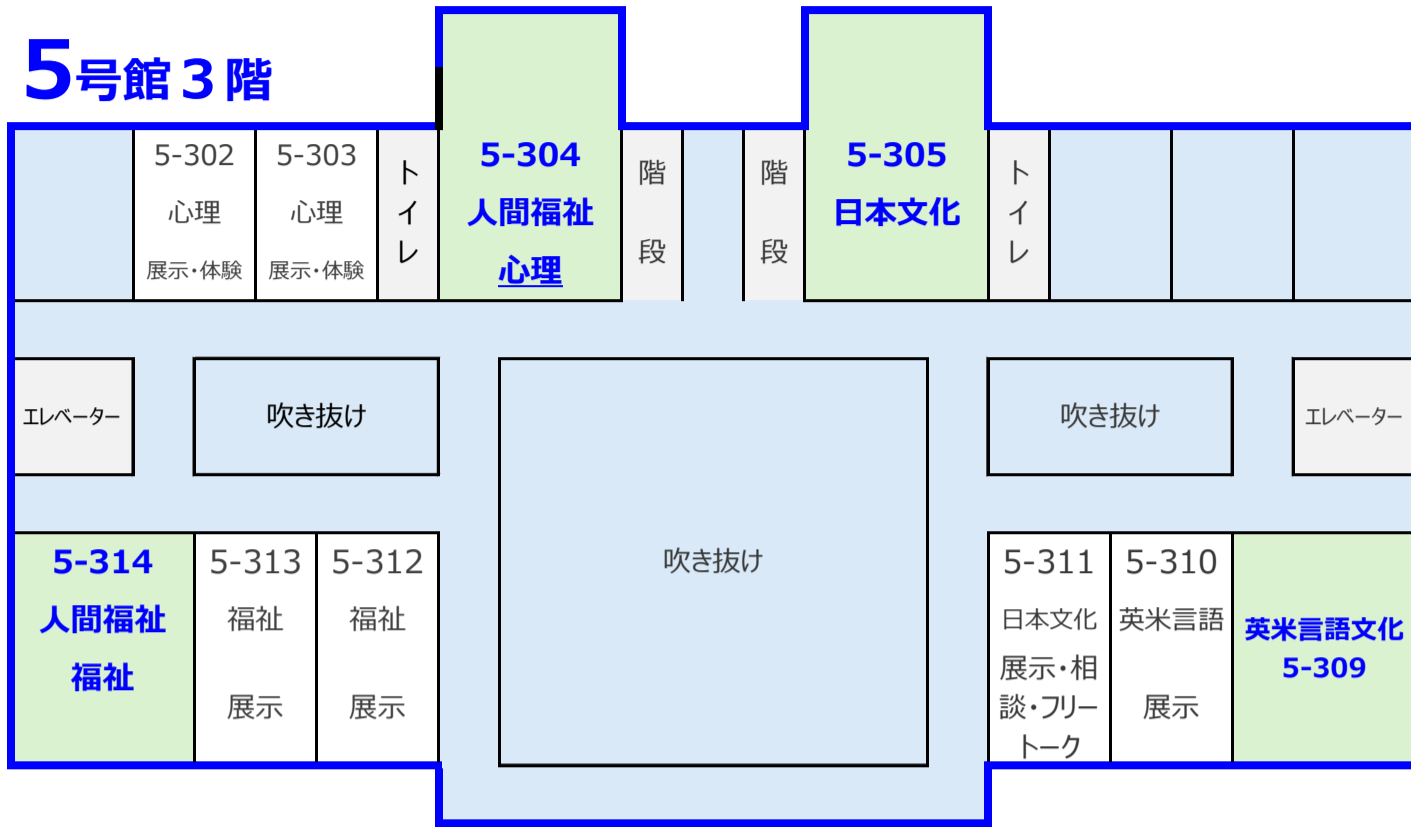 5号館３階
5-302
心理
展示・体験
5-303
心理
展示・体験
トイレ
5-304
人間福祉
心理
階段
階段
5-305
日本文化
トイレ
エレベーター
吹き抜け
吹き抜け
吹き抜け
エレベーター
5-314
人間福祉
福祉
5-313
福祉
展示
5-312
福祉
展示
5-311
日本文化
展示・相
談・フリー
トーク
5-310
英米言語
展示
英米言語文化
5-309